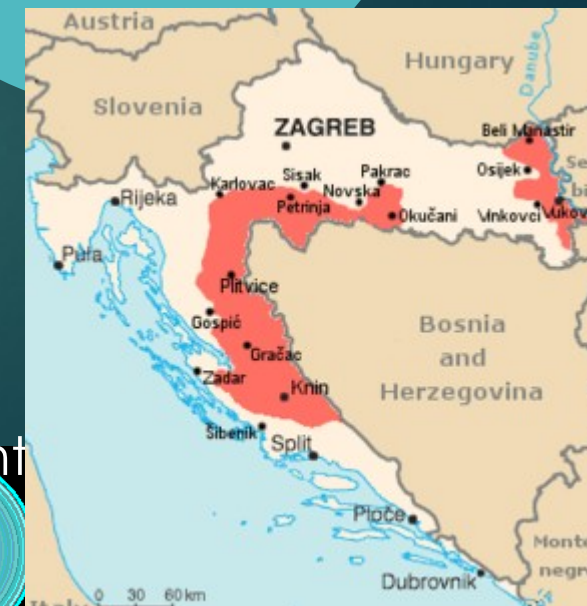 Austria
Hungary
Danube
Slovenia
ZAGREB
Beli Manastir
Osijek
Pakrac
Sisak
Novska
Karlovac
Petrinja
Okučani
Vinkovci
Rijeka
Pula
Plitvice
Gospić
Gračac
Zadar
Knin
Bosnia
and
Herzegovina
Šibenik
Split
Ploče
Dubrovnik
0 30 60 km